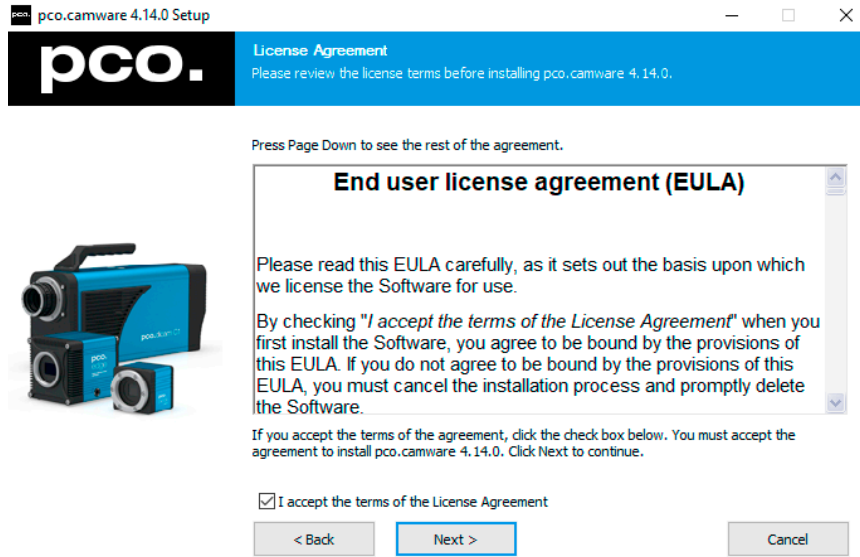 pco. pco.camware 4.14.0 Setup
pco.
License Agreement
Please review the license terms before installing pco.camware 4.14.0.
Press Page Down to see the rest of the agreement.
End user license agreement (EULA)
Please read this EULA carefully, as it sets out the basis upon which
we license the Software for use.
By checking "I accept the terms of the License Agreement" when you
first install the Software, you agree to be bound by the provisions of
this EULA. If you do not agree to be bound by the provisions of this
EULA, you must cancel the installation process and promptly delete
the Software.
pco.dicam C1
pco.
edge
If you accept the terms of the agreement, click the check box below. You must accept the
agreement to install pco.camware 4.14.0. Click Next to continue.
I accept the terms of the License Agreement
< Back
Next >
Cancel